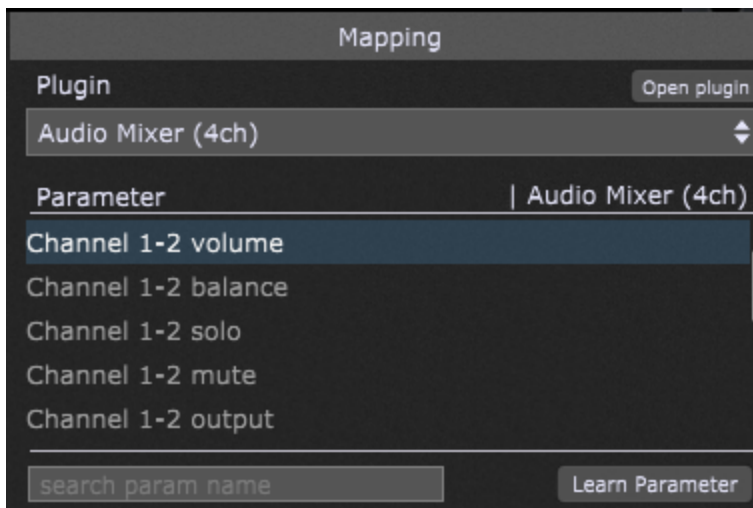 Mapping
Plugin Open plugin
Audio Mixer (4ch)
Parameter | Audio Mixer (4ch)
Channel 1-2 volume
Channel 1-2 balance
Channel 1-2 solo
Channel 1-2 mute
Channel 1-2 output
search param name Learn Parameter